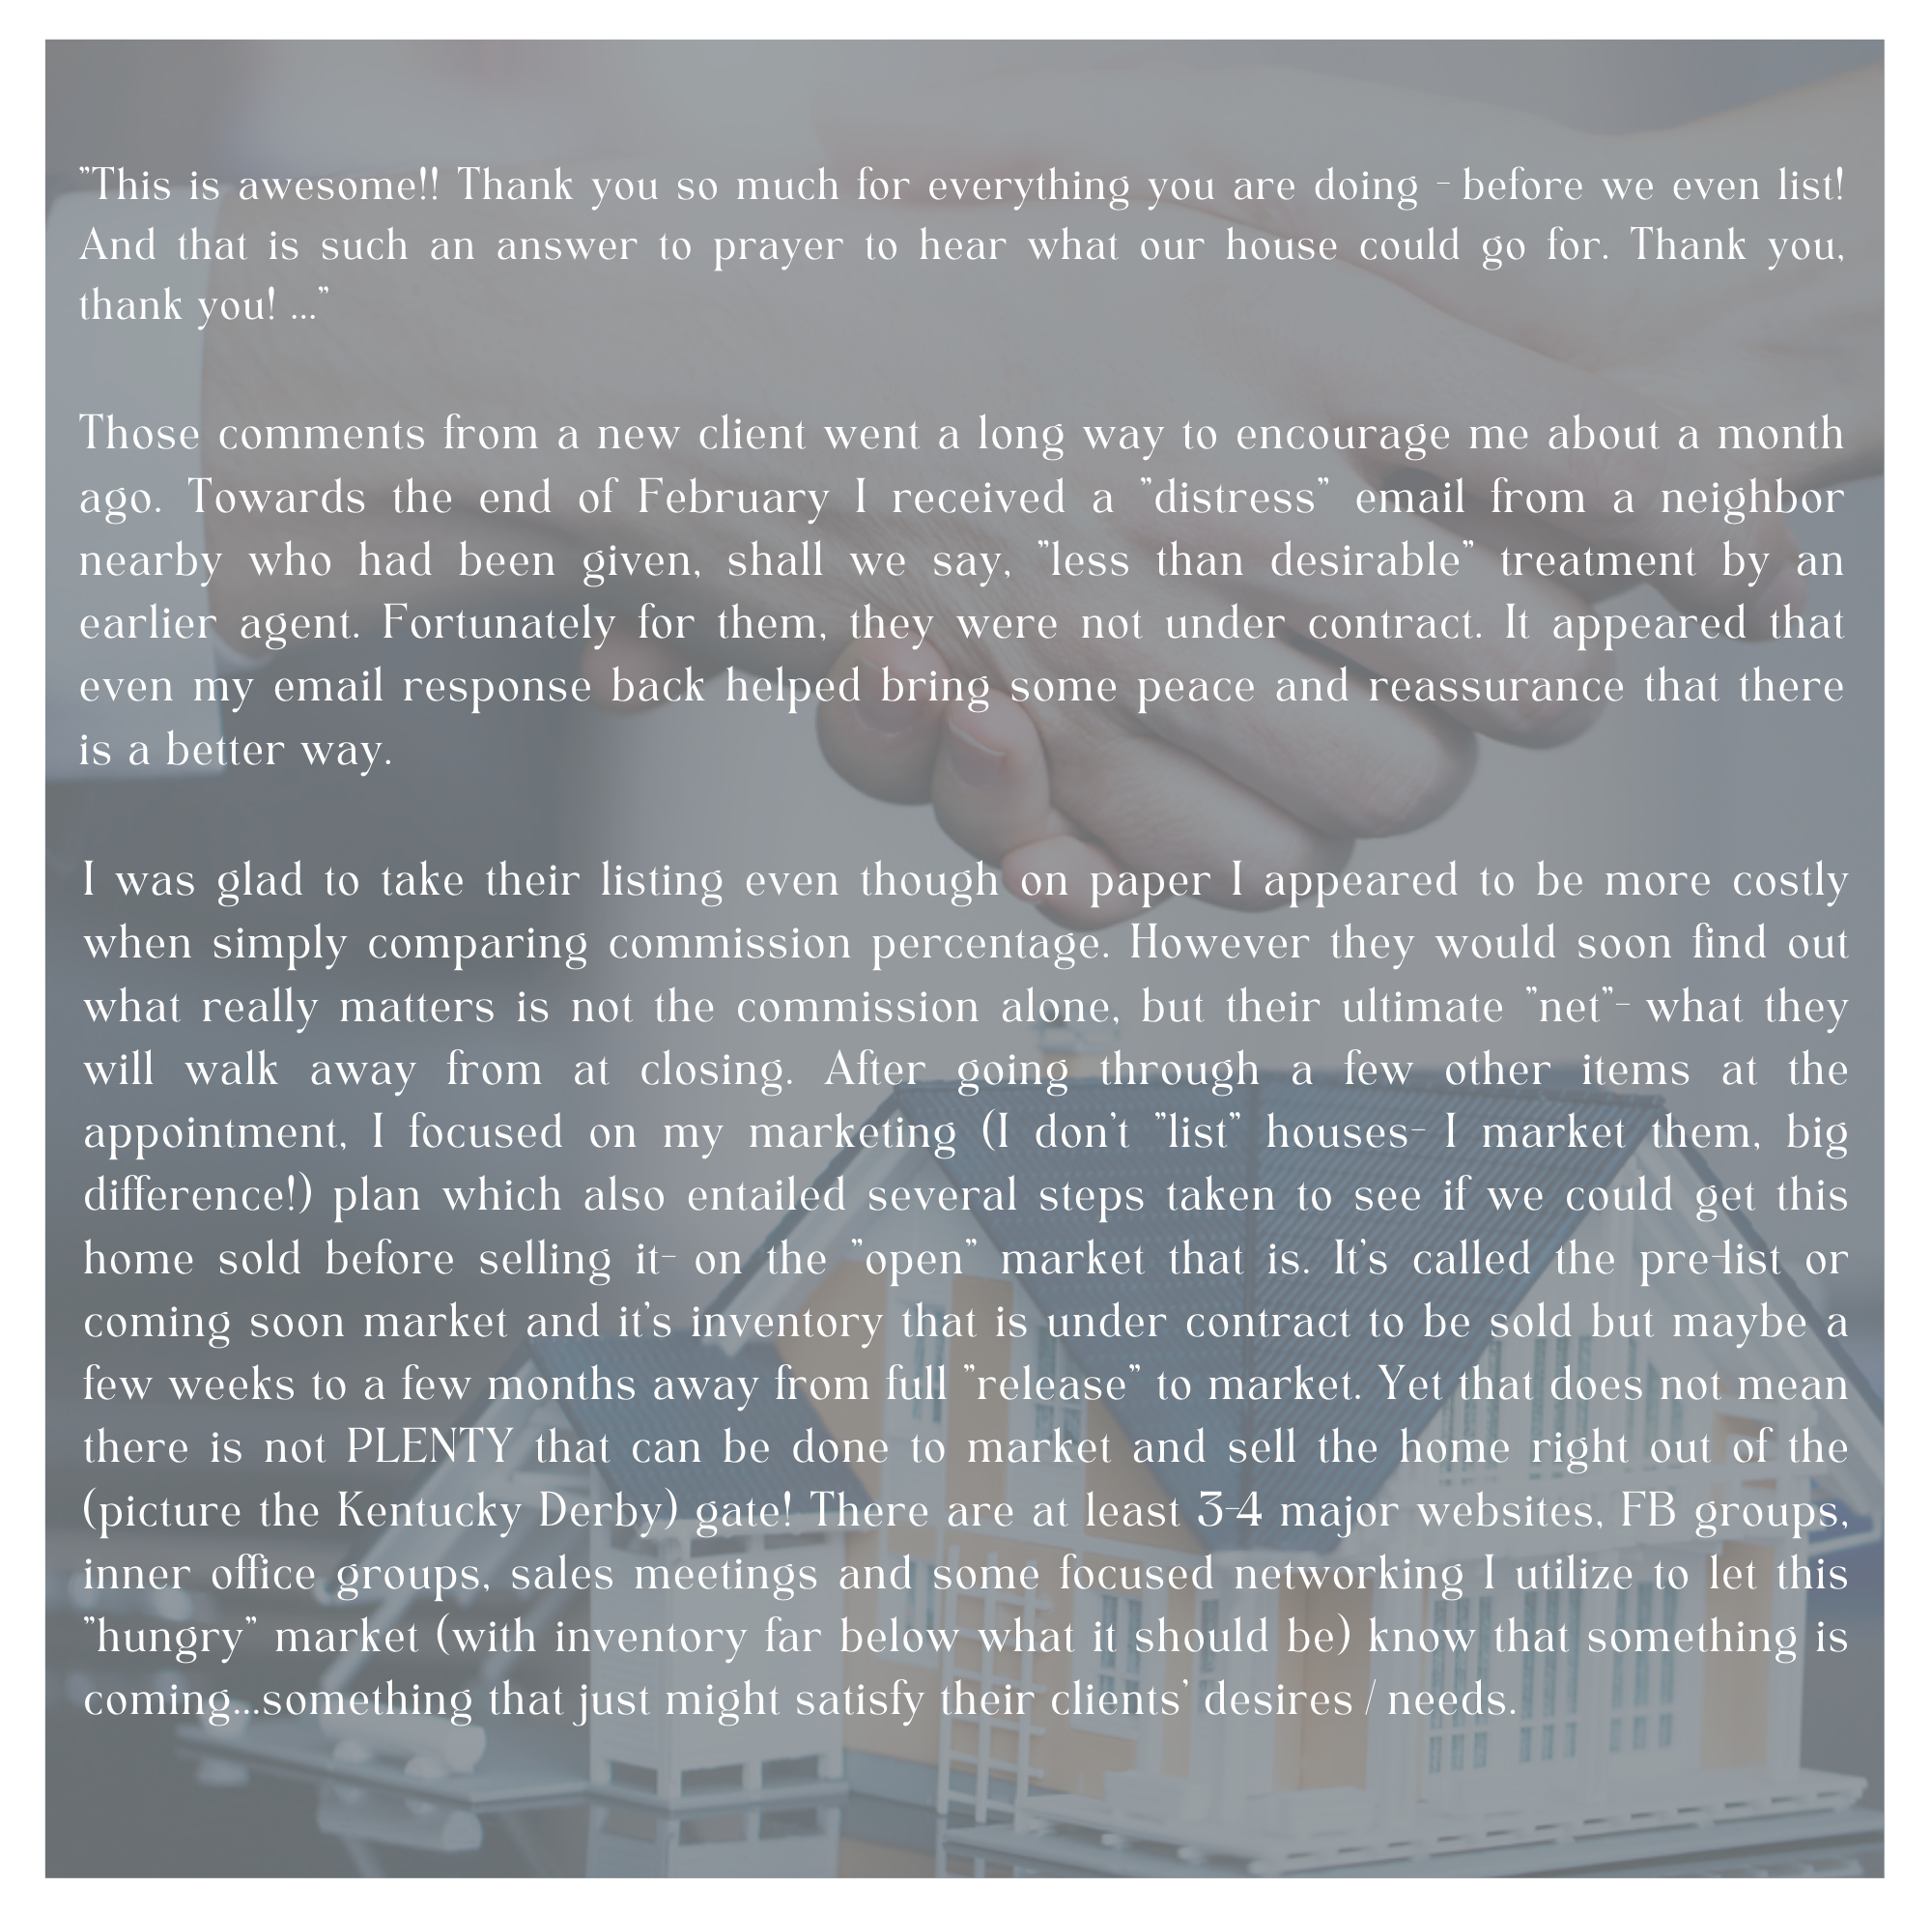 "This is awesome!! Thank you so much for everything you are doing - before we even list!
And that is such an answer to prayer to hear what our house could go for. Thank you,
thank you! ..."
Those comments from a new client went a long way to encourage me about a month
ago. Towards the end of February I received a "distress" email from a neighbor
nearby who had been given, shall we say, "less than desirable" treatment by an
earlier agent. Fortunately for them, they were not under contract. It appeared that
even my email response back helped bring some peace and reassurance that there
is a better way.
I was glad to take their listing even though on paper I appeared to be more costly
when simply comparing commission percentage. However they would soon find out
what really matters is not the commission alone, but their ultimate "net"- what they
will walk away from at closing. After going through a few other items at the
appointment, I focused on my marketing (I don't "list" houses- I market them, big
difference!) plan which also entailed several steps taken to see if we could get this
home sold before selling it- on the "open" market that is. It's called the pre-list or
coming soon market and it's inventory that is under contract to be sold but maybe a
few weeks to a few months away from full "release" to market. Yet that does not mean
there is not PLENTY that can be done to market and sell the home right out of the
(picture the Kentucky Derby) gate! There are at least 3-4 major websites, FB groups,
inner office groups, sales meetings and some focused networking I utilize to let this
"hungry" market (with inventory far below what it should be) know that something is
coming...something that just might satisfy their clients' desires / needs.